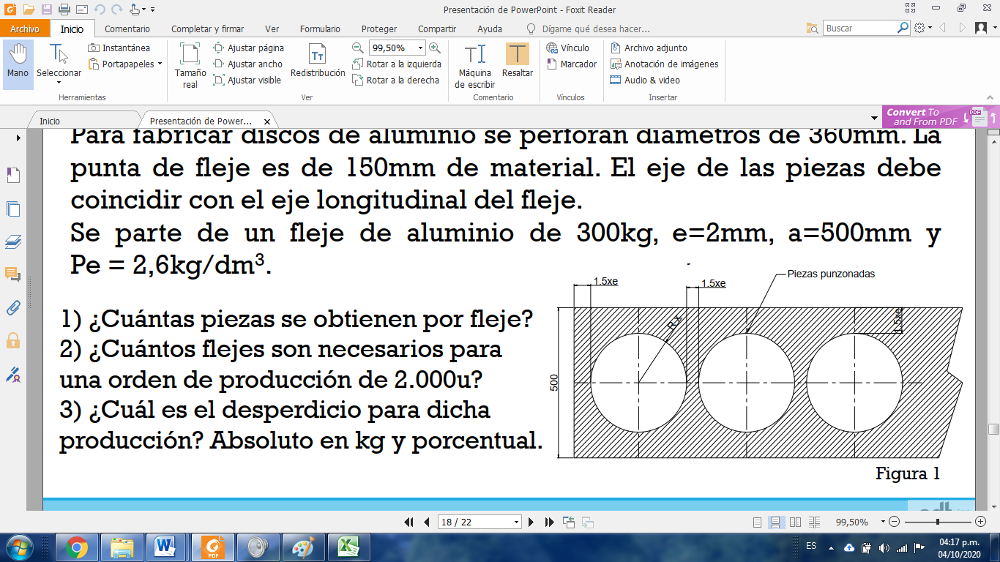 Presentación de PowerPoint - Foxit Reader
Archivo Inicio Comentario Completar y firmar Ver Formulario Proteger Compartir Ayuda Dígame qué desea hacer... Buscar
Mano
Seleccionar
Instantánea
Portapapeles
Herramientas
Tamaño real
Ajustar página
Ajustar ancho
Ajustar visible
Redistribución
99,50%
Rotar a la izquierda
Rotar a la derecha
Ver
Máquina de escribir
Resaltar
Comentario
Vínculo
Marcador
Vínculos
Archivo adjunto
Anotación de imágenes
Audio & video
Insertar
Inicio
Presentación de Power...
Convert To
and From PDF
PDF
Para fabricar discos de aluminio se perforan diámetros de 360mm. La
punta de fleje es de 150mm de material. El eje de las piezas debe
coincidir con el eje longitudinal del fleje.
Se parte de un fleje de aluminio de 300kg, e=2mm, a=500mm y
Pe = 2,6kg/dm³.
1) ¿Cuántas piezas se obtienen por fleje?
2) ¿Cuántos flejes son necesarios para
una orden de producción de 2.000u?
3) ¿Cuál es el desperdicio para dicha
producción? Absoluto en kg y porcentual.
1.5xe
1.5xe
Piezas punzonadas
1.5xe
R x
500
Figura 1
18 / 22
99,50%
PDF
ES
04:17 p.m.
04/10/2020